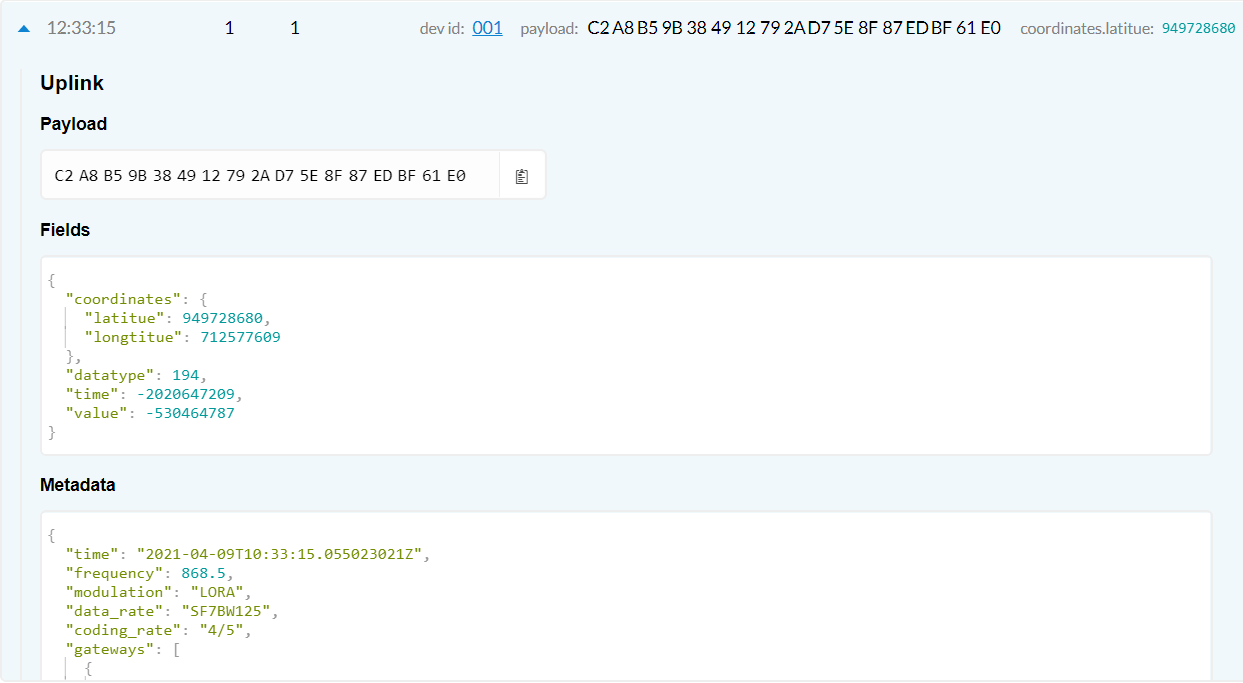 12:33:15 1 1 dev id: 001 payload: C2 A8 B5 9B 38 49 12 79 2A D7 5E 8F 87 ED BF 61 E0 coordinates.latitue: 949728680
Uplink
Payload
C2 A8 B5 9B 38 49 12 79 2A D7 5E 8F 87 ED BF 61 E0
Fields
{
"coordinates": {
"latitue": 949728680,
"longtitue": 712577609
},
"datatype": 194,
"time": -2020647209,
"value": -530464787
}
Metadata
{
"time": "2021-04-09T10:33:15.055023021Z",
"frequency": 868.5,
"modulation": "LORA",
"data_rate": "SF7BW125",
"coding_rate": "4/5",
"gateways": [
{